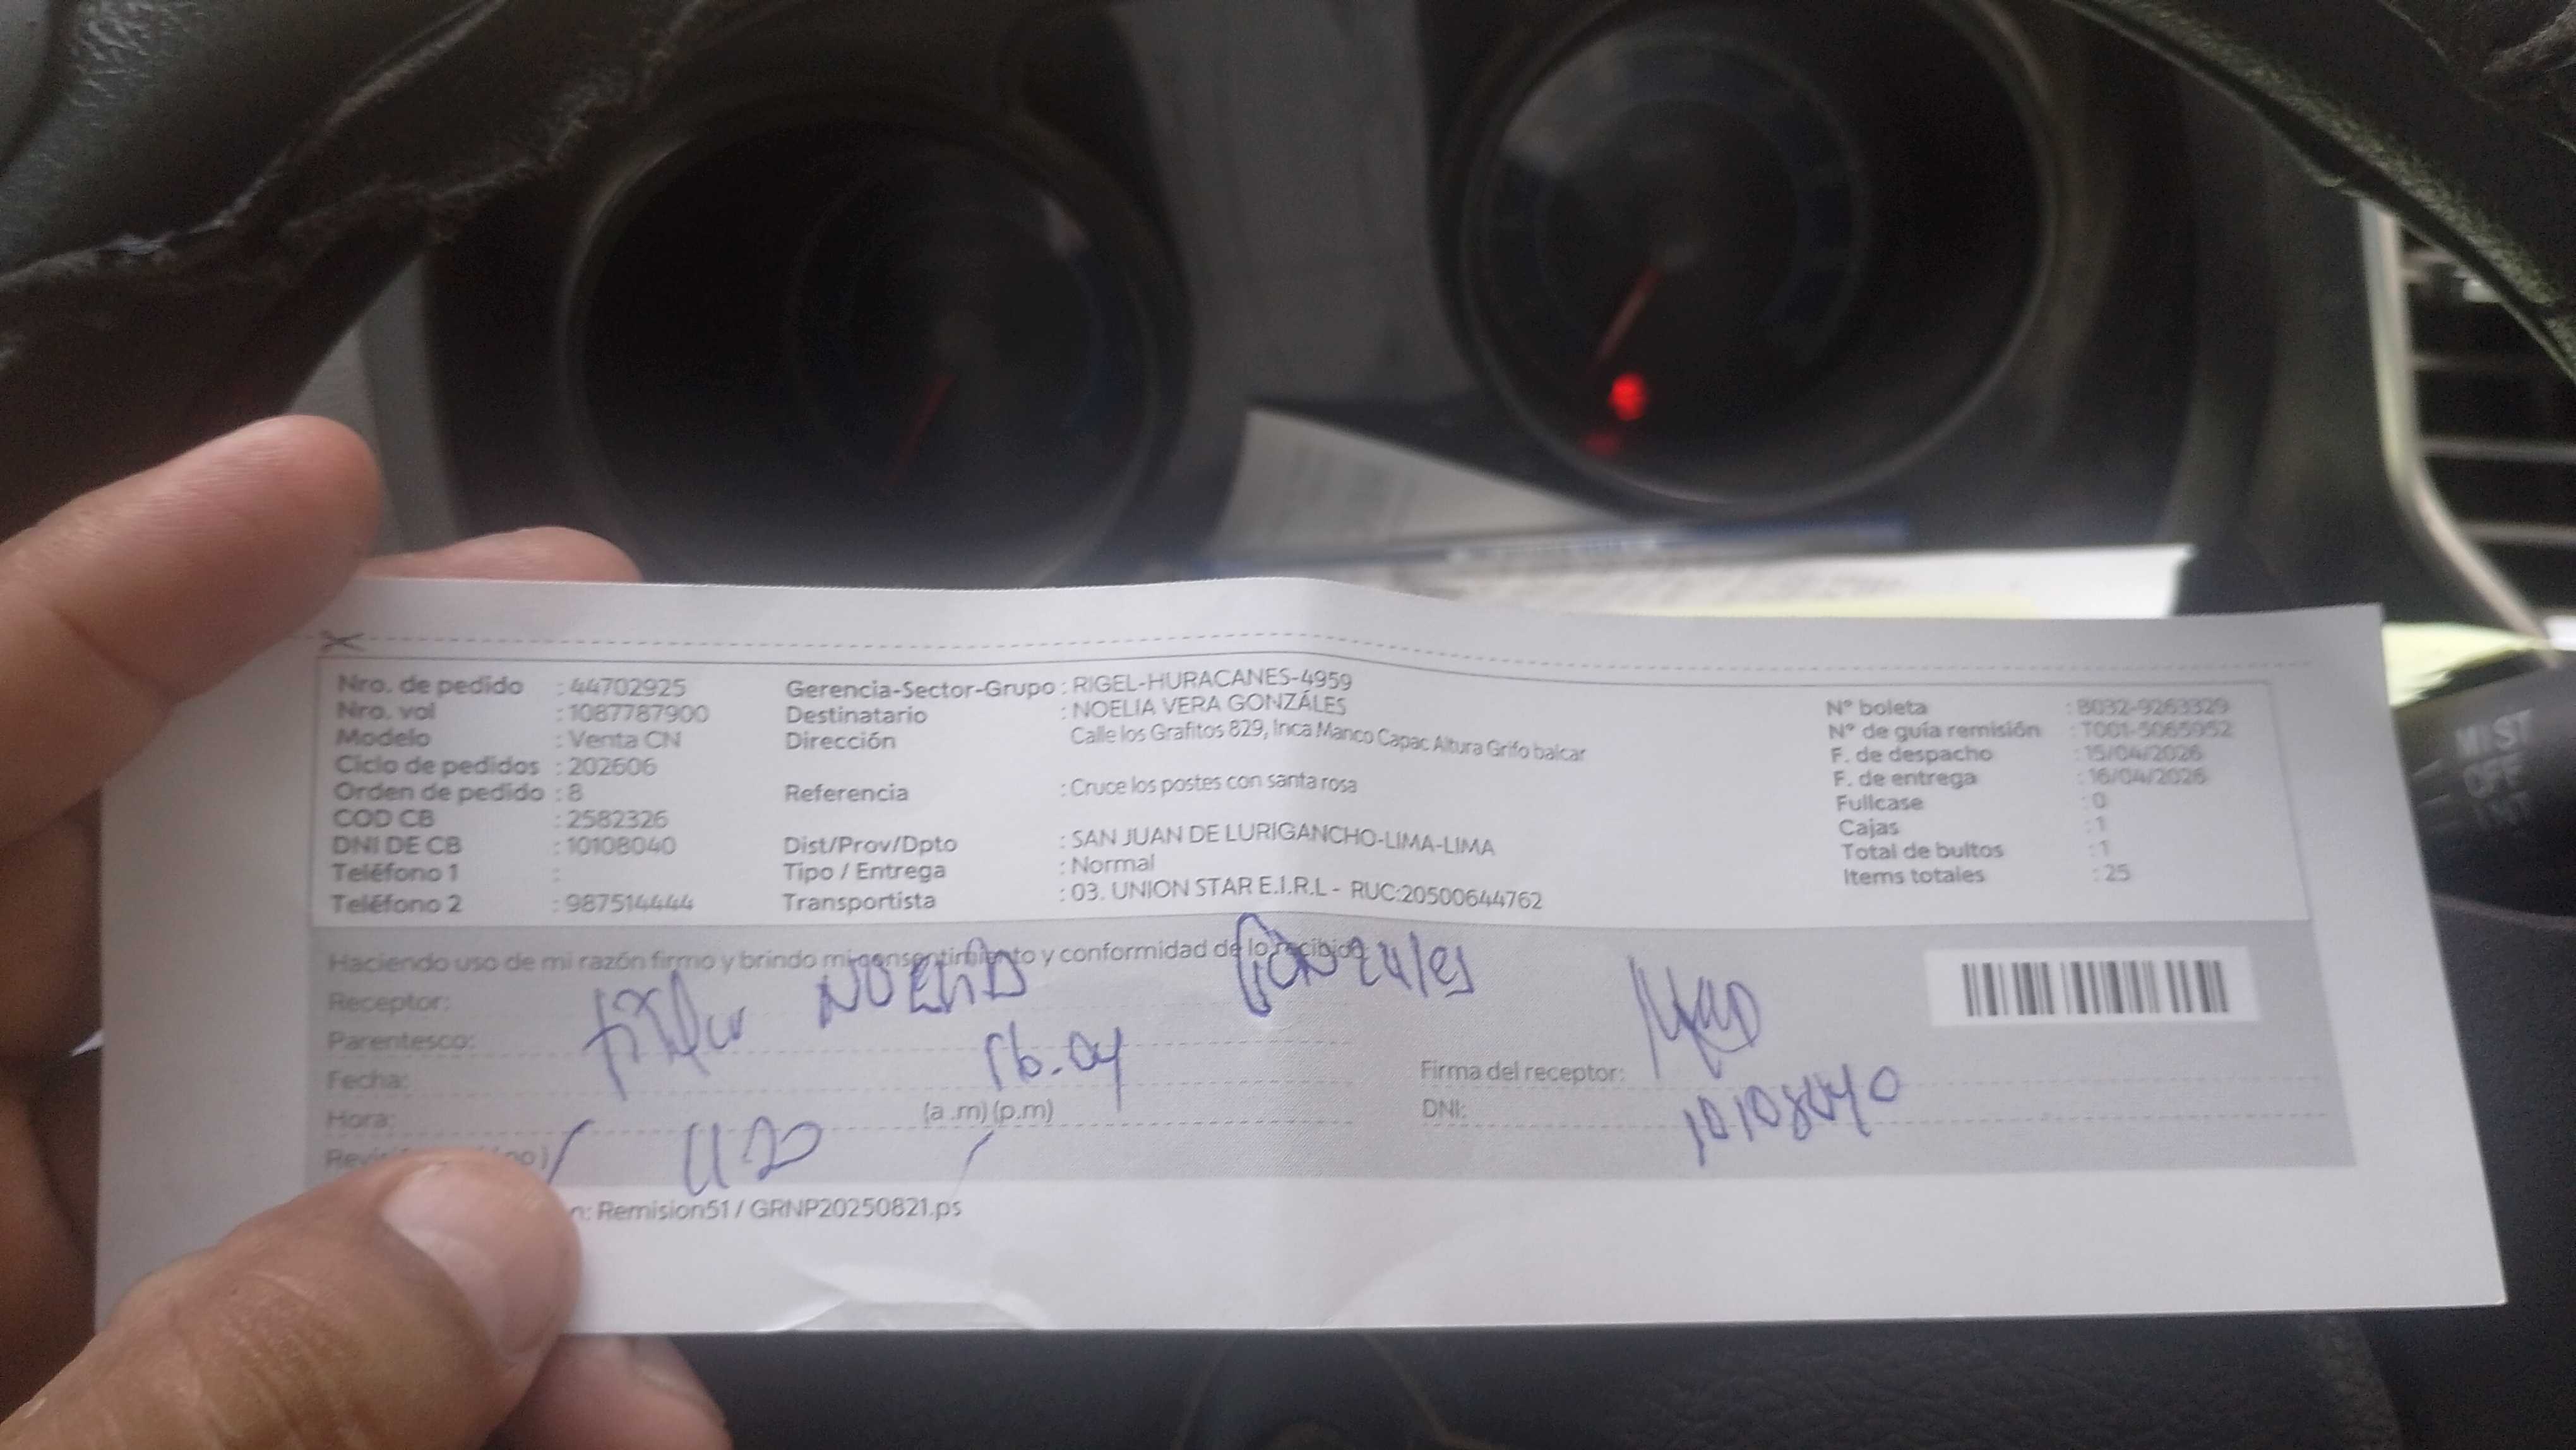 Nro. de pedido : 44702925
Nro. vol : 1087787900
Modelo : Venta CN
Ciclo de pedidos : 202606
Orden de pedido : 8
COD CB : 2582326
DNI DE CB : 10108040
Teléfono 1 :
Teléfono 2 : 987514444
Gerencia-Sector-Grupo : RIGEL-HURACANES-4959
Destinatario : NOELIA VERA GONZÁLES
Dirección Calle los Grafitos 829, Inca Manco Capac Altura Grifo balcar
Referencia : Cruce los postes con santa rosa
Dist/Prov/Dpto : SAN JUAN DE LURIGANCHO-LIMA-LIMA
Tipo / Entrega : Normal
Transportista : 03. UNION STAR E.I.R.L - RUC:20500644762
N° boleta : B032-9263329
N° de guía remisión : T001-5065952
F. de despacho : 15/04/2026
F. de entrega : 16/04/2026
Fullcase : 0
Cajas : 1
Total de bultos : 1
Items totales : 25
Haciendo uso de mi razón firmo y brindo mi consentimiento y conformidad de lo recibido
Receptor: NOELIA Gonzales
Parentesco:
Fecha: 16.04
Hora: 1120 (a.m) (p.m)
Firma del receptor:
DNI: 10108040
n: Remision51 / GRNP20250821.ps
MIST
OFF
INT